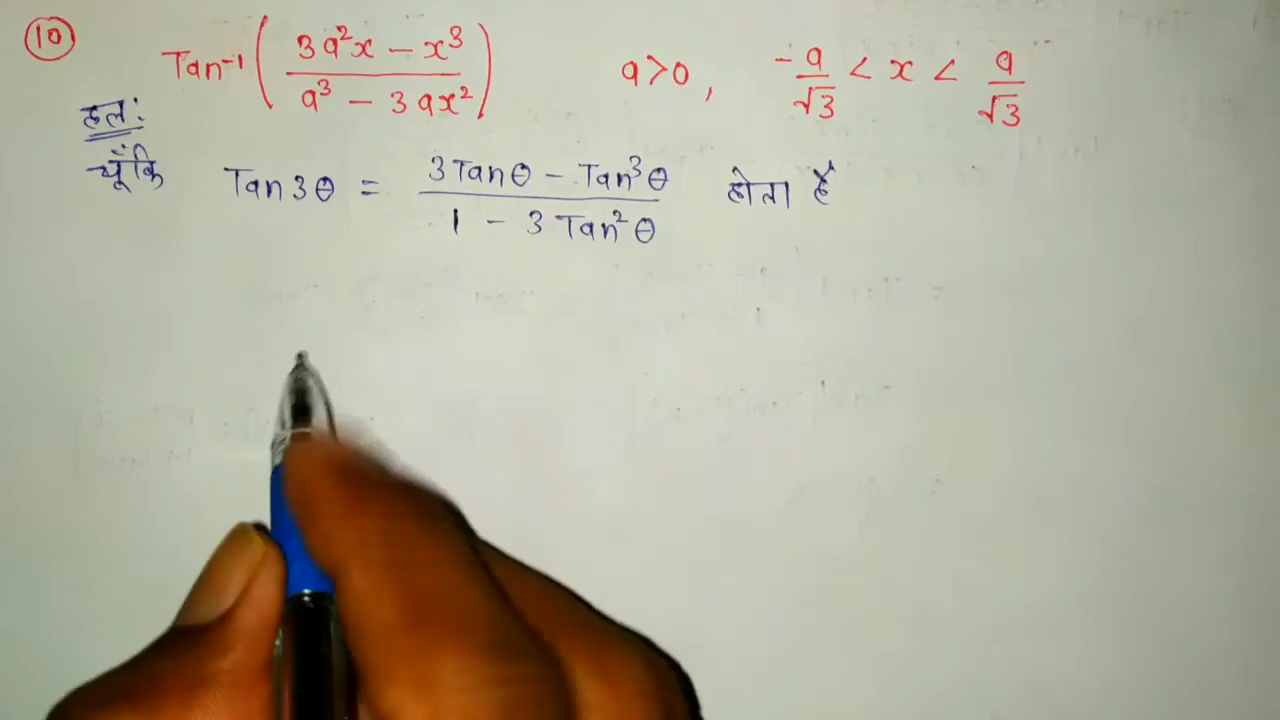 10 Tan⁻¹ ( (3a²x − x³) / (a³ − 3ax²) ) a>0, -a/√3 < x < a/√3
हल:
चूँकि Tan3θ = (3Tanθ − Tan³θ) / (1 − 3Tan²θ) होता है